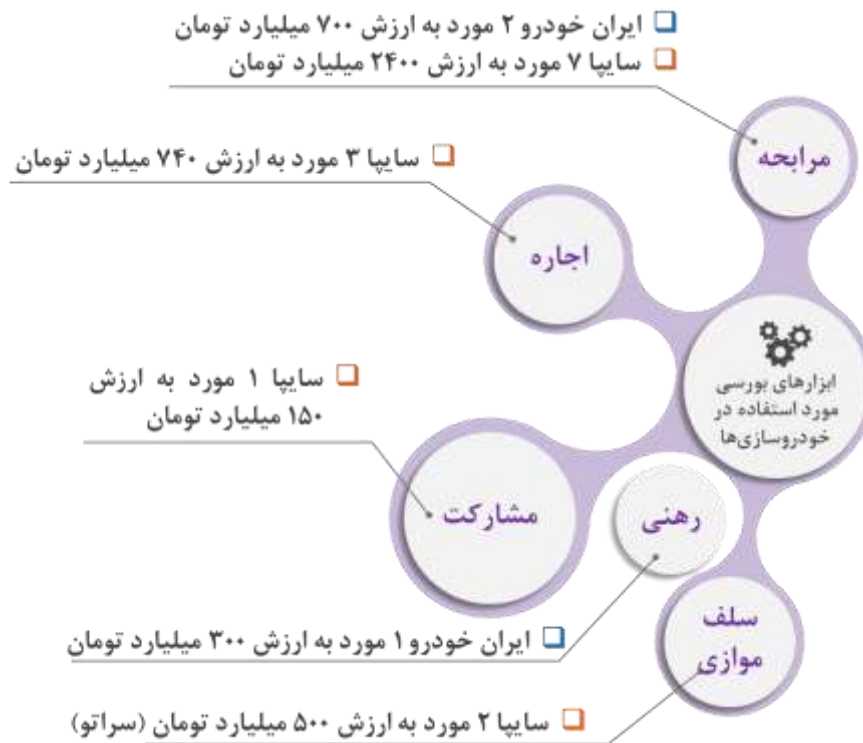 ایران خودرو ۲ مورد به ارزش ۷۰۰ میلیارد تومان
سایپا ۷ مورد به ارزش ۲۴۰۰ میلیارد تومان
مرابحه
سایپا ۳ مورد به ارزش ۷۴۰ میلیارد تومان
اجاره
ابزارهای بورسی
مورد استفاده در
خودروسازی‌ها
سایپا ۱ مورد به ارزش
۱۵۰ میلیارد تومان
مشارکت
رهنی
ایران خودرو ۱ مورد به ارزش ۳۰۰ میلیارد تومان
سلف
موازی
سایپا ۲ مورد به ارزش ۵۰۰ میلیارد تومان (سراتو)